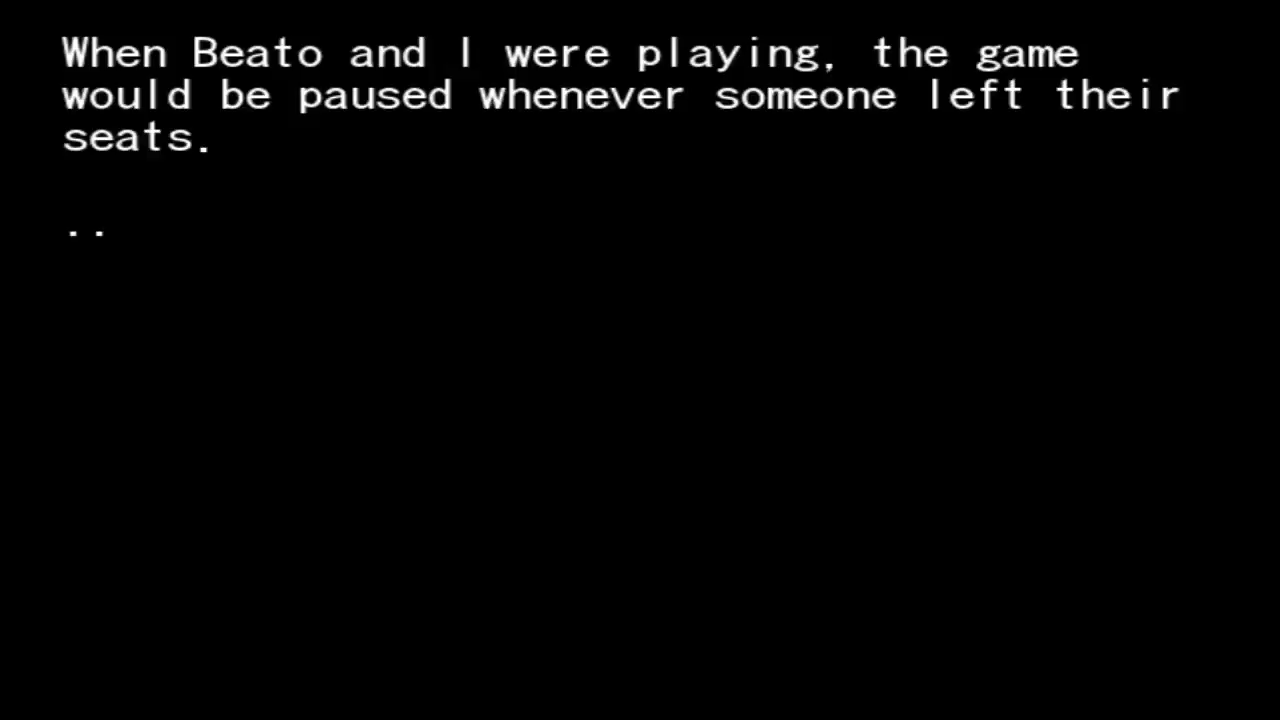 When Beato and I were playing, the game
would be paused whenever someone left their
seats.
..